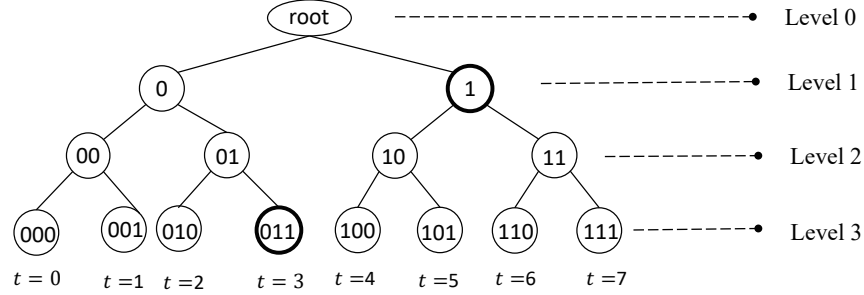 root Level 0
0 1 Level 1
00 01 10 11 Level 2
000 001 010 011 100 101 110 111 Level 3
t = 0 t =1 t =2 t = 3 t =4 t =5 t =6 t =7